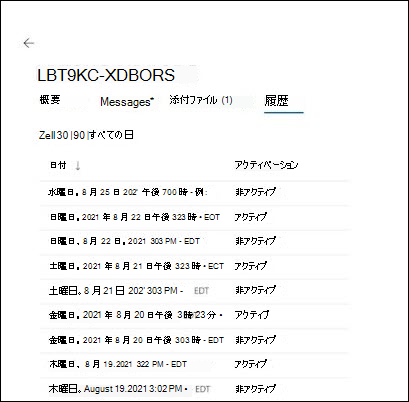 LBT9KC-XDBORS
概要 Messages* 添付ファイル (1) 履歴
Zell 30 |90 |すべての日
日付 ↓ アクティベーション
水曜日。8 月 25 日 202' 午後 700 時 - 例: 非アクティブ
日曜日。2021 年 8 月 22 日午後 323 時・EOT アクティブ
日曜日、8 月 22 日。2021 303 PM - EDT 非アクティブ
土曜日。2021 年 8 月 21 日午後 323 時・ECT アクティブ
土曜日。8 月 21 日 202' 303 PM - EDT 非アクティブ
金曜日。2021 年 8 月 20 日午後 3時 23 分・ アクティブ
金曜日。2021 年 8 月 20 日午後 303 時 - EDT 非アクティブ
木曜日、8 月 19.2021 322 PM - EDT アクティブ
木曜日。August 19.2021 3:02 PM・ EDT 非アクティブ